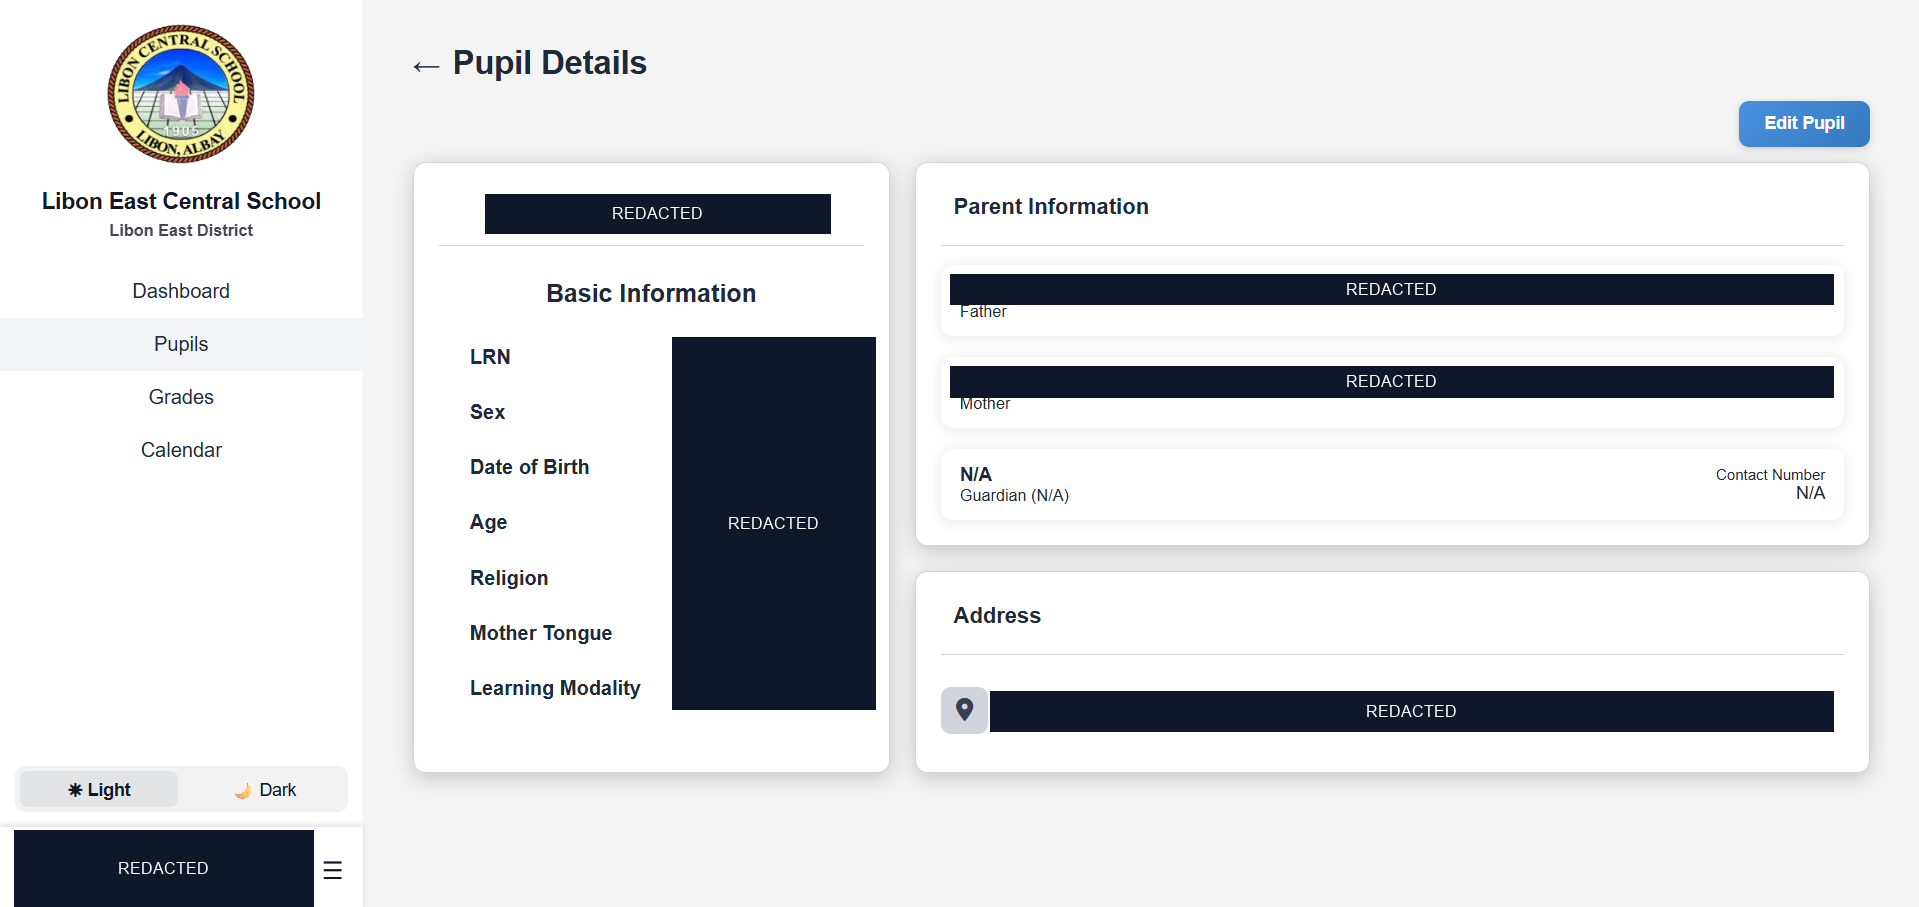 LIBON CENTRAL SCHOOL
1905
LIBON, ALBAY
Libon East Central School
Libon East District
Dashboard
Pupils
Grades
Calendar
Light
Dark
REDACTED
← Pupil Details
Edit Pupil
REDACTED
Basic Information
LRN
Sex
Date of Birth
Age
Religion
Mother Tongue
Learning Modality
REDACTED
Parent Information
REDACTED
Father
REDACTED
Mother
N/A
Guardian (N/A)
Contact Number
N/A
Address
REDACTED